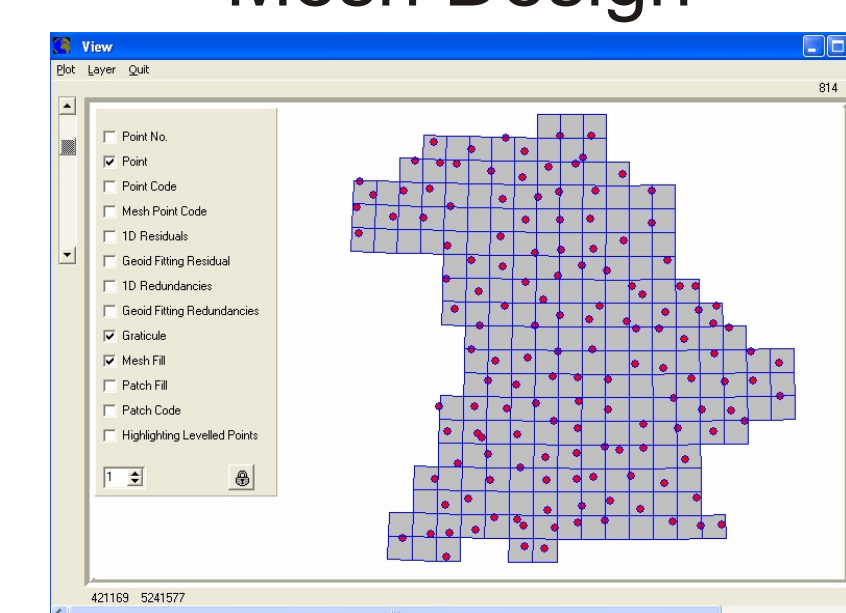 Mesh Design
View
Plot Layer Quit
814
Point No.
Point
Point Code
Mesh Point Code
1D Residuals
Geoid Fitting Residual
1D Redundancies
Geoid Fitting Redundancies
Graticule
Mesh Fill
Patch Fill
Patch Code
Highlighting Levelled Points
1
421169 5241577